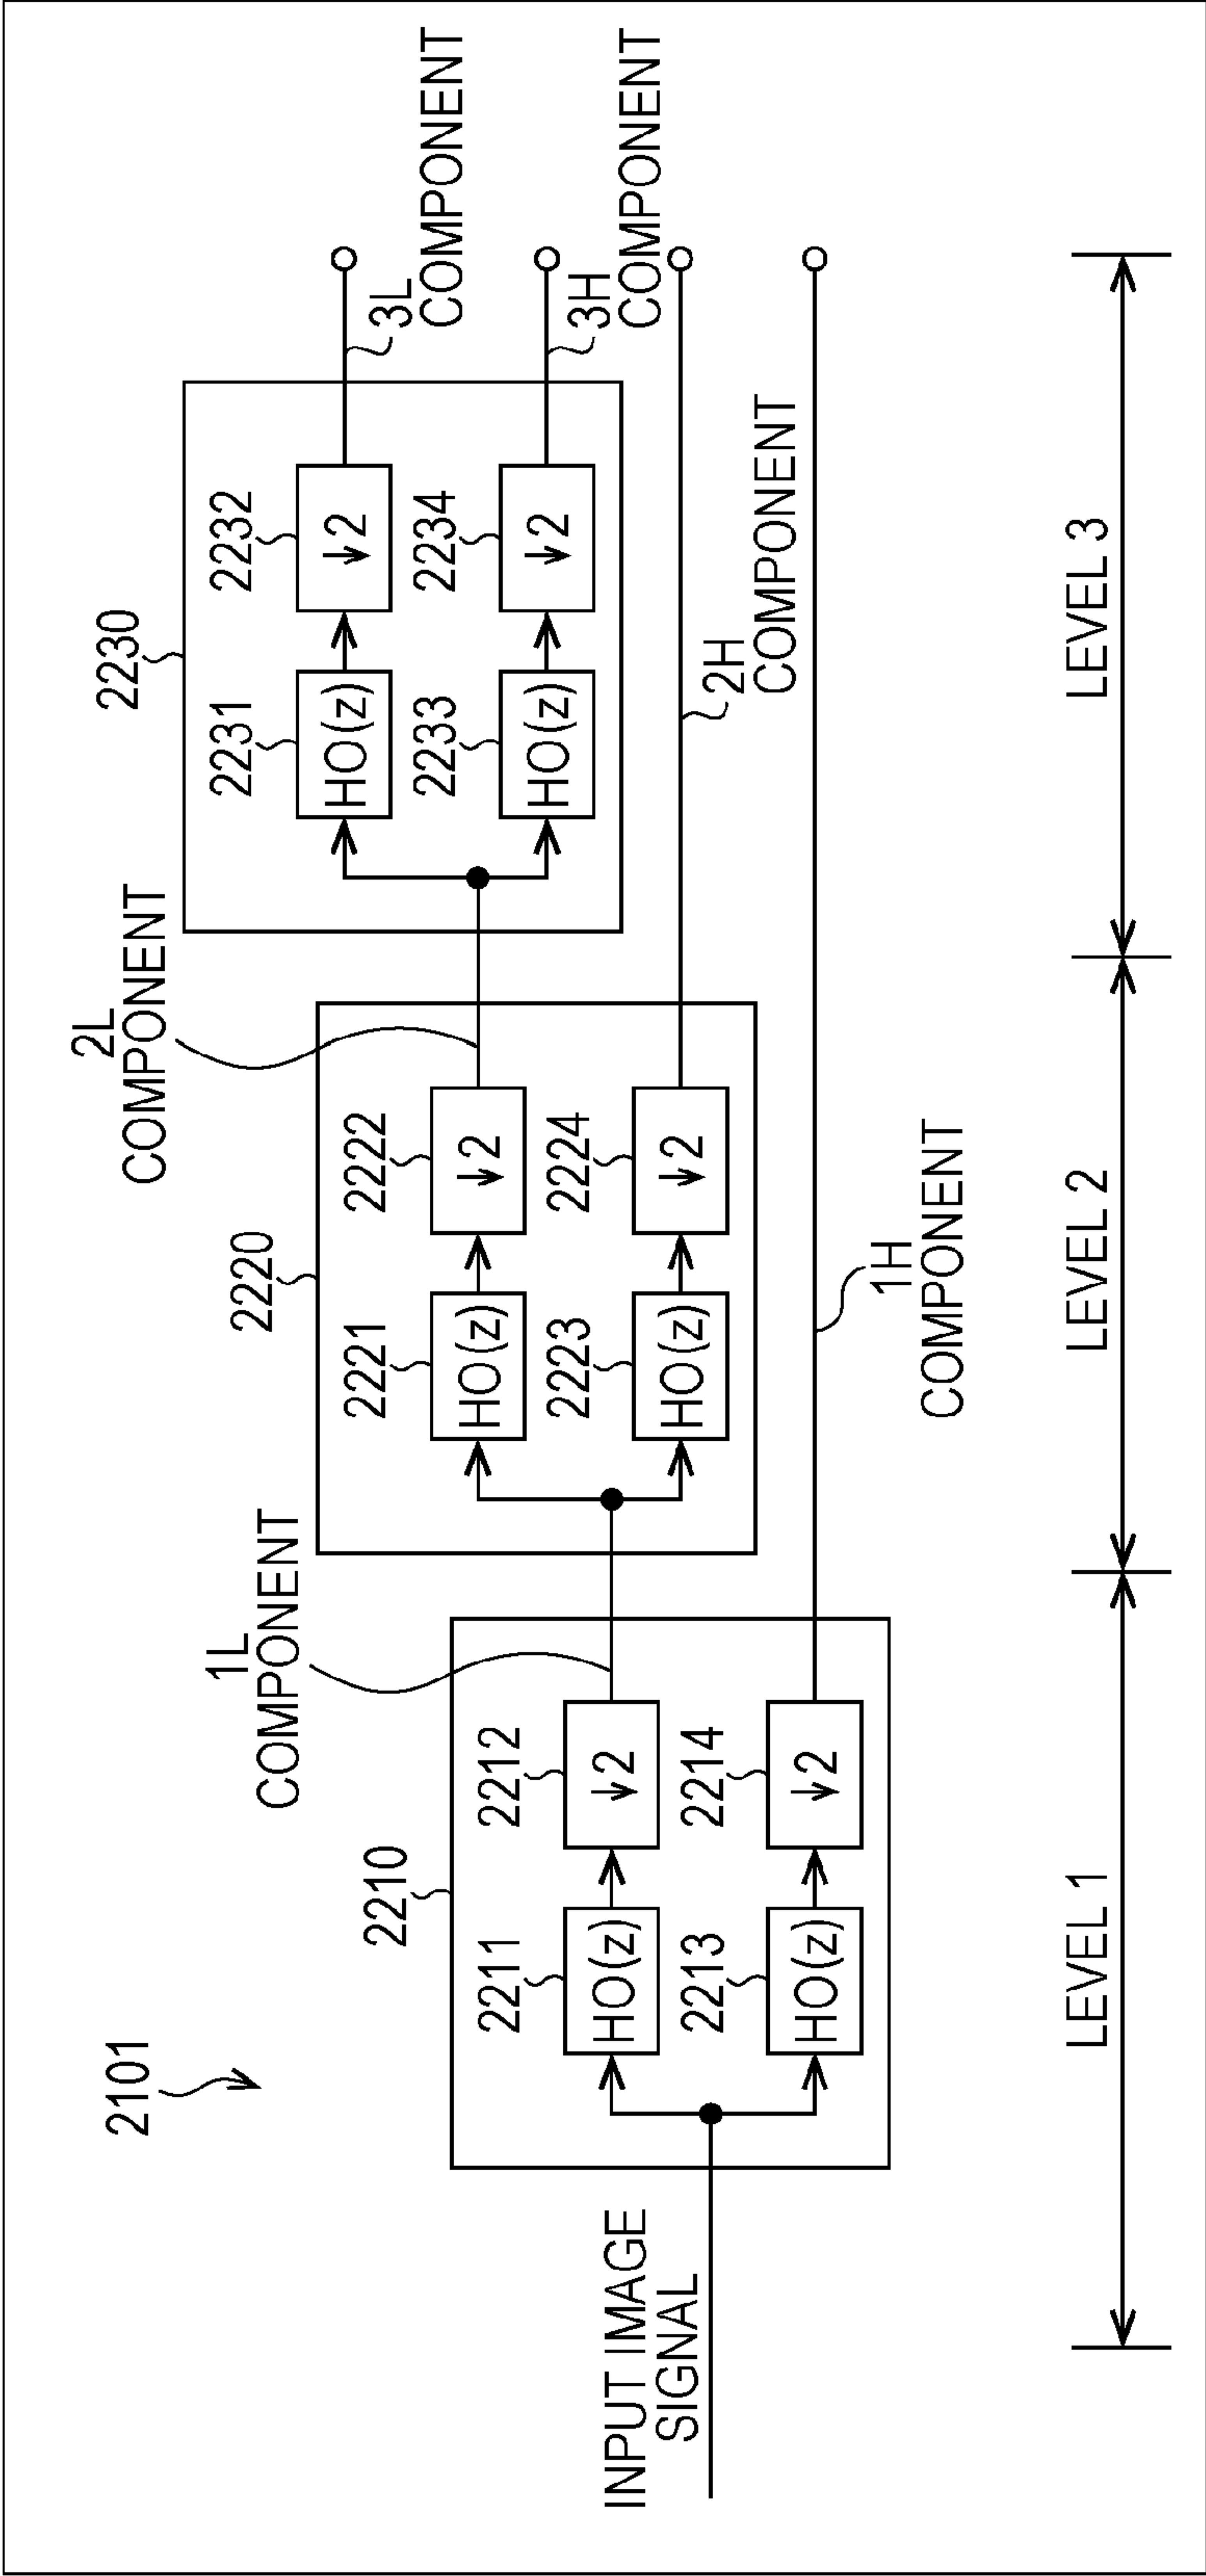 2101
INPUT IMAGE
SIGNAL
2210
2211
HO(z)
2212
↓2
2213
HO(z)
2214
↓2
1L
COMPONENT
1H
COMPONENT
2220
2221
HO(z)
2222
↓2
2223
HO(z)
2224
↓2
2L
COMPONENT
2H
COMPONENT
2230
2231
HO(z)
2232
↓2
2233
HO(z)
2234
↓2
3L
COMPONENT
3H
COMPONENT
LEVEL 1
LEVEL 2
LEVEL 3